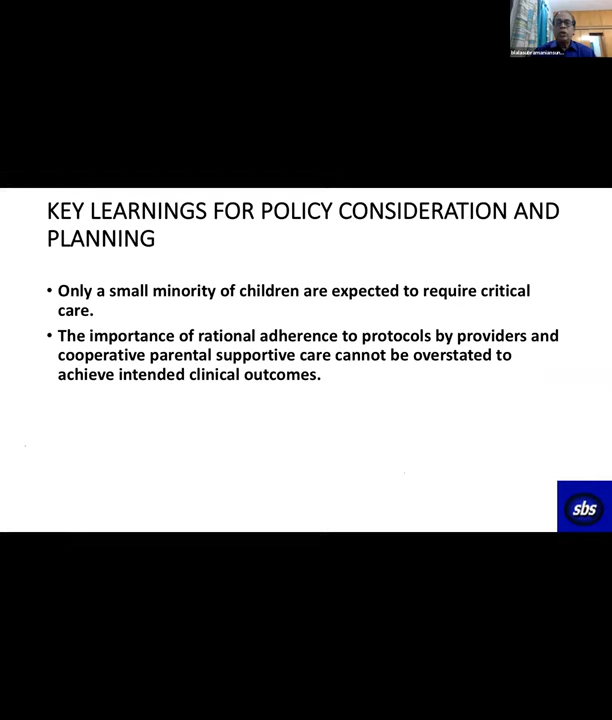 KEY LEARNINGS FOR POLICY CONSIDERATION AND
PLANNING
• Only a small minority of children are expected to require critical
care.
• The importance of rational adherence to protocols by providers and
cooperative parental supportive care cannot be overstated to
achieve intended clinical outcomes.
sbs